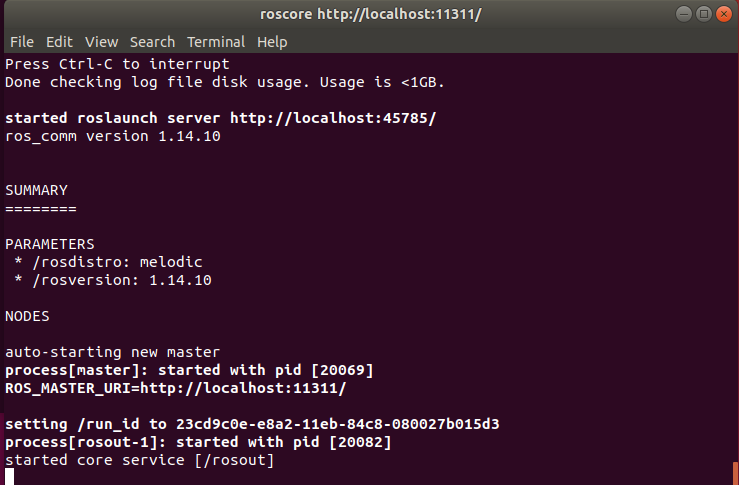 roscore http://localhost:11311/
File Edit View Search Terminal Help
Press Ctrl-C to interrupt
Done checking log file disk usage. Usage is <1GB.
started roslaunch server http://localhost:45785/
ros_comm version 1.14.10
SUMMARY
========
PARAMETERS
 * /rosdistro: melodic
 * /rosversion: 1.14.10
NODES
auto-starting new master
process[master]: started with pid [20069]
ROS_MASTER_URI=http://localhost:11311/
setting /run_id to 23cd9c0e-e8a2-11eb-84c8-080027b015d3
process[rosout-1]: started with pid [20082]
started core service [/rosout]